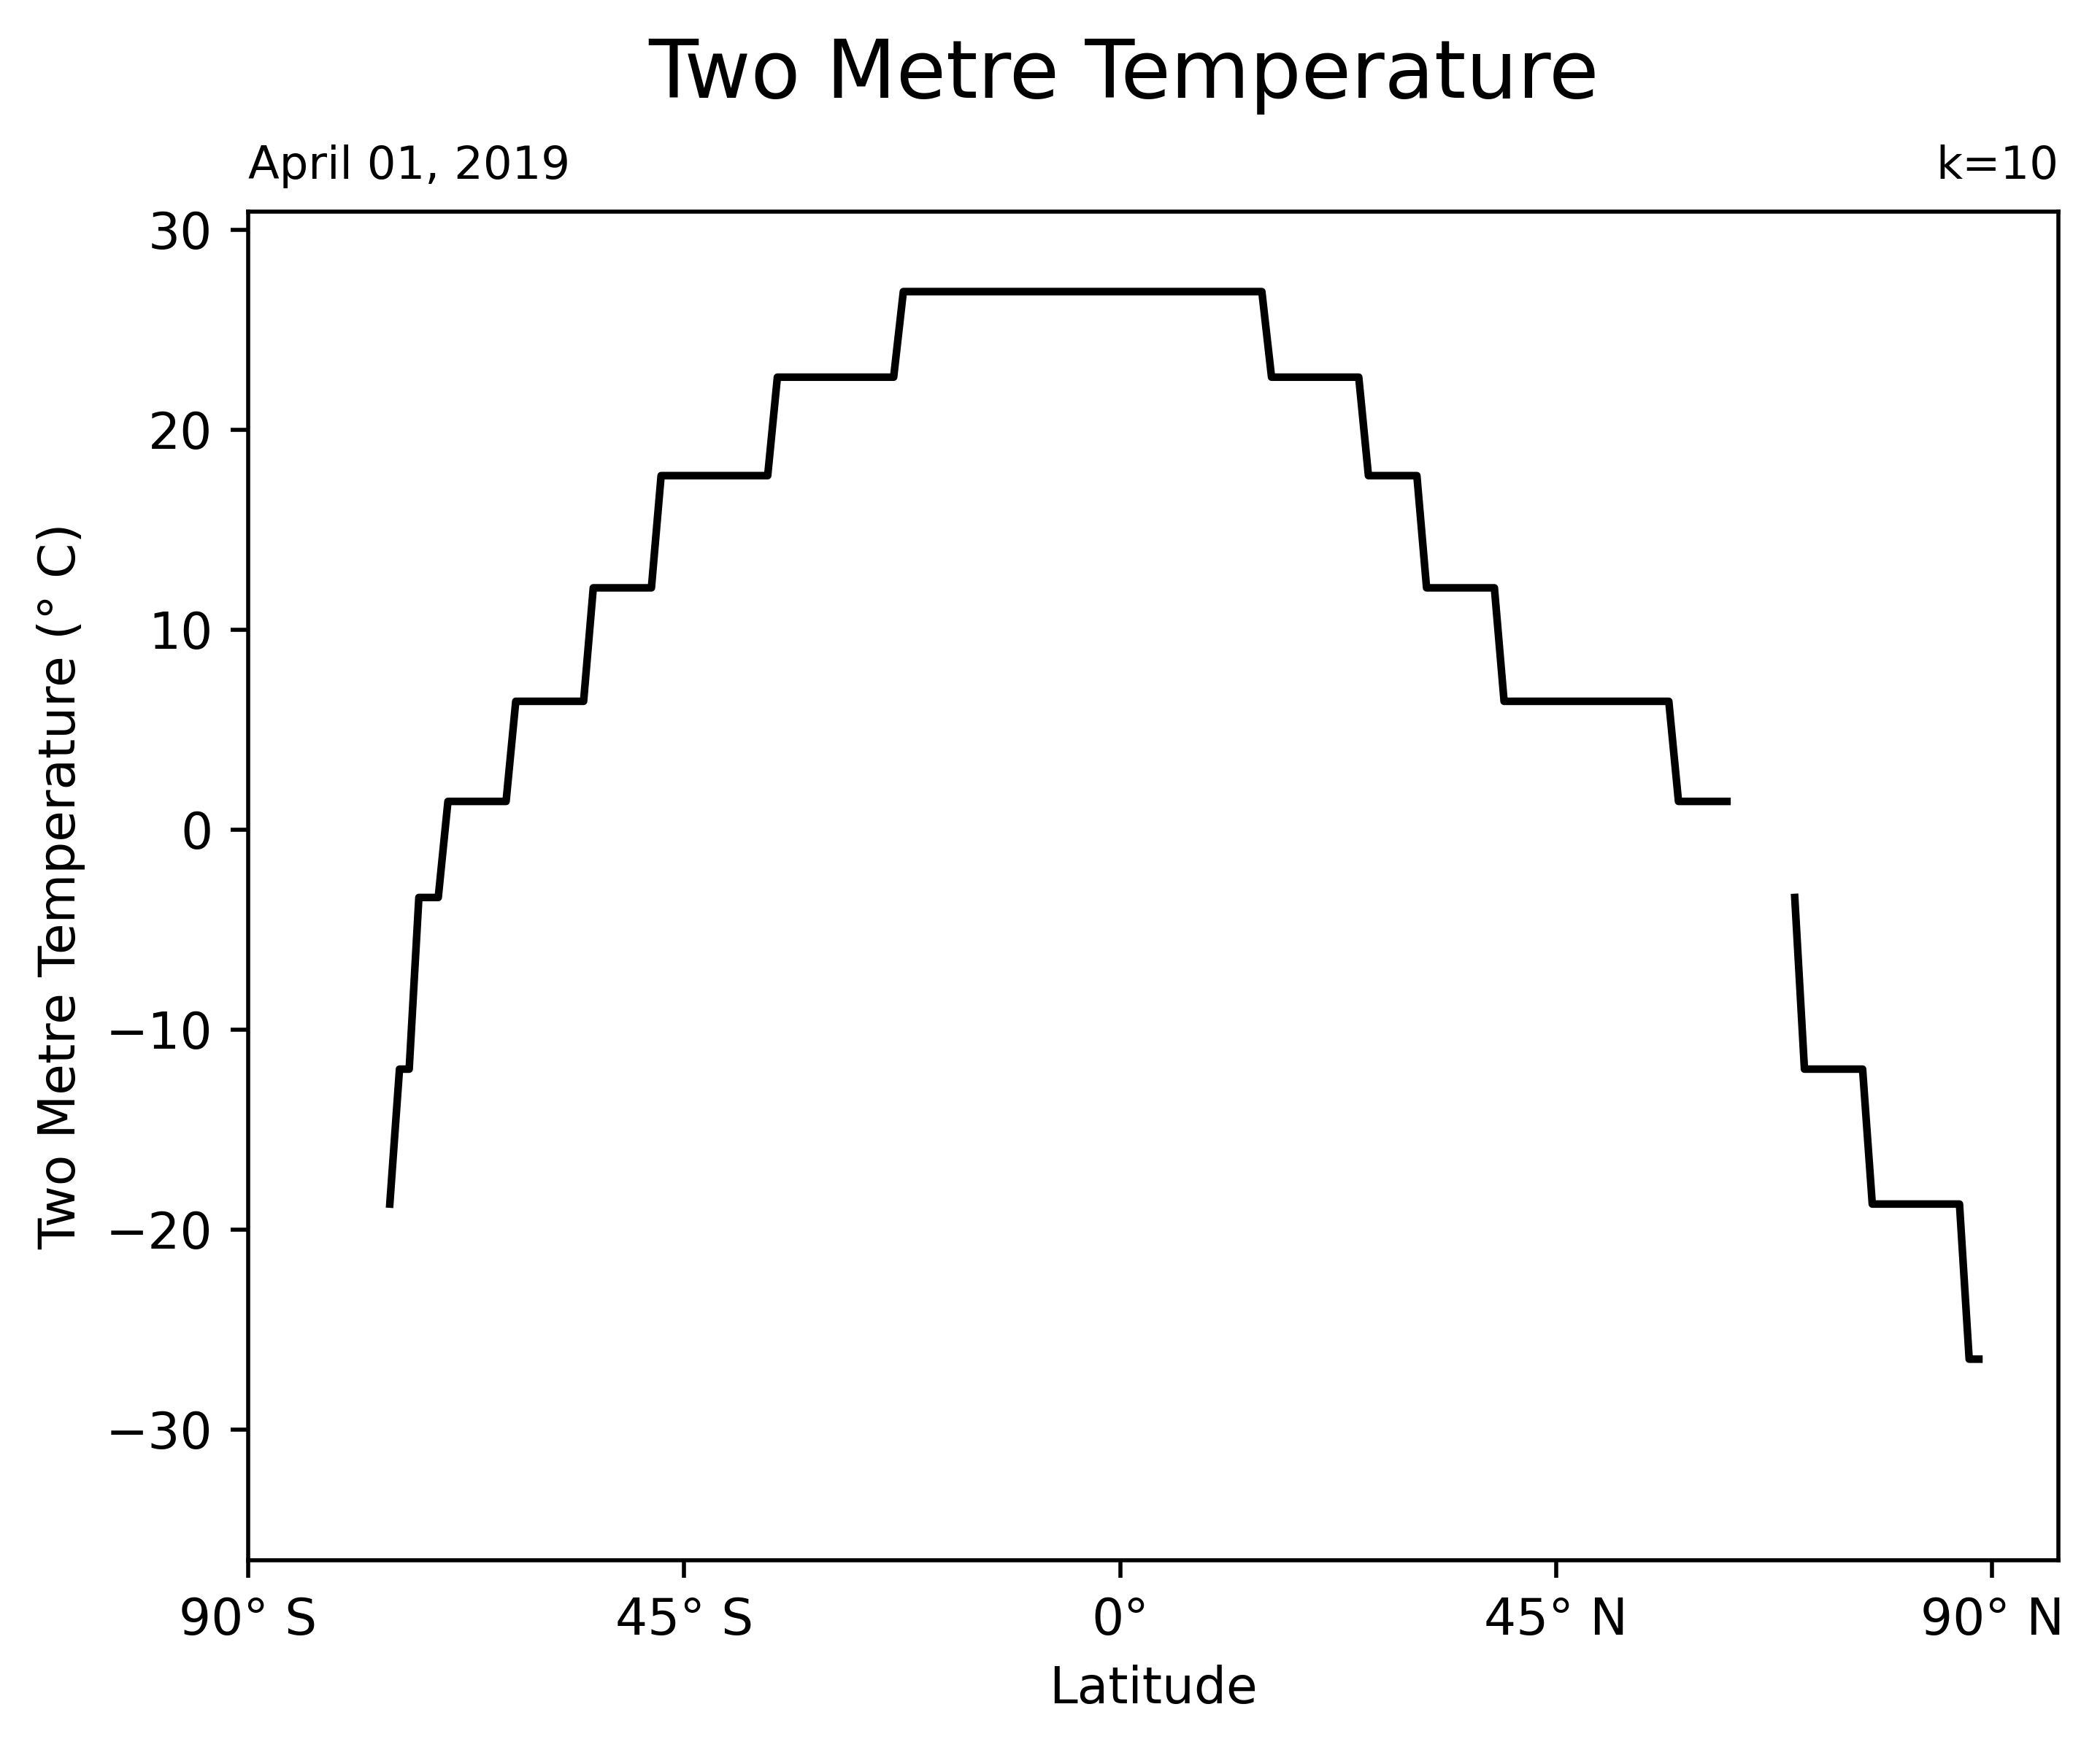 Two Metre Temperature
April 01, 2019
k=10
30
20
10
0
−10
−20
−30
Two Metre Temperature (° C)
90° S
45° S
0°
45° N
90° N
Latitude